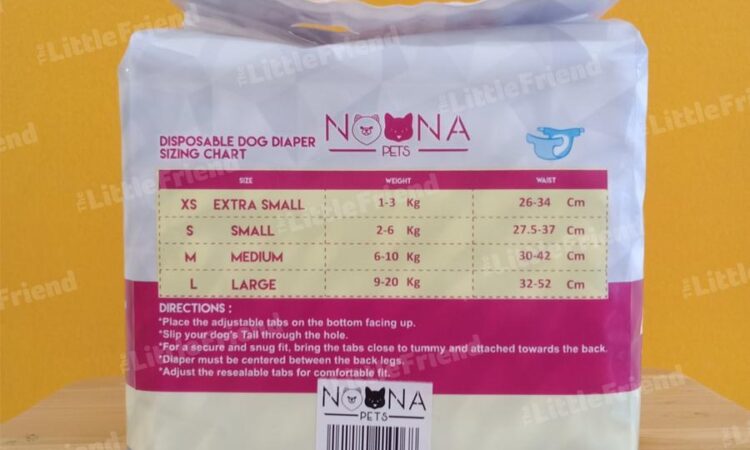 The LittleFriend
NOONA
PETS
DISPOSABLE DOG DIAPER
SIZING CHART
SIZE WEIGHT WAIST
XS EXTRA SMALL 1-3 Kg 26-34 Cm
S SMALL 2-6 Kg 27.5-37 Cm
M MEDIUM 6-10 Kg 30-42 Cm
L LARGE 9-20 Kg 32-52 Cm
DIRECTIONS :
*Place the adjustable tabs on the bottom facing up.
*Slip your dog's Tail through the hole.
*For a secure and snug fit, bring the tabs close to tummy and attached towards the back.
*Diaper must be centered between the back legs.
*Adjust the resealable tabs for comfortable fit.
NOONA
PETS